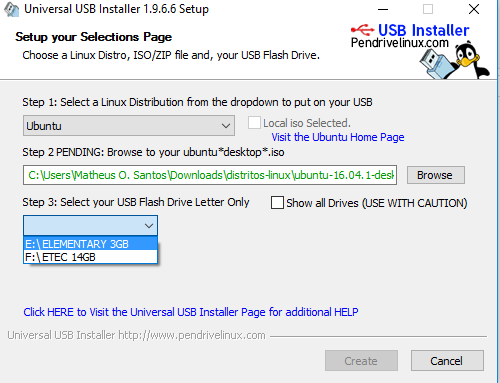 Universal USB Installer 1.9.6.6 Setup
Setup your Selections Page
Choose a Linux Distro, ISO/ZIP file and, your USB Flash Drive.
USB Installer
Pendrivelinux.com
Step 1: Select a Linux Distribution from the dropdown to put on your USB
Ubuntu
Local iso Selected.
Visit the Ubuntu Home Page
Step 2 PENDING: Browse to your ubuntu*desktop*.iso
C:\Users\Matheus O. Santos\Downloads\distritos-linux\ubuntu-16.04.1-desk
Browse
Step 3: Select your USB Flash Drive Letter Only
Show all Drives (USE WITH CAUTION)
E:\ELEMENTARY 3GB
F:\ETEC 14GB
Click HERE to Visit the Universal USB Installer Page for additional HELP
Universal USB Installer http://www.pendrivelinux.com
Create
Cancel